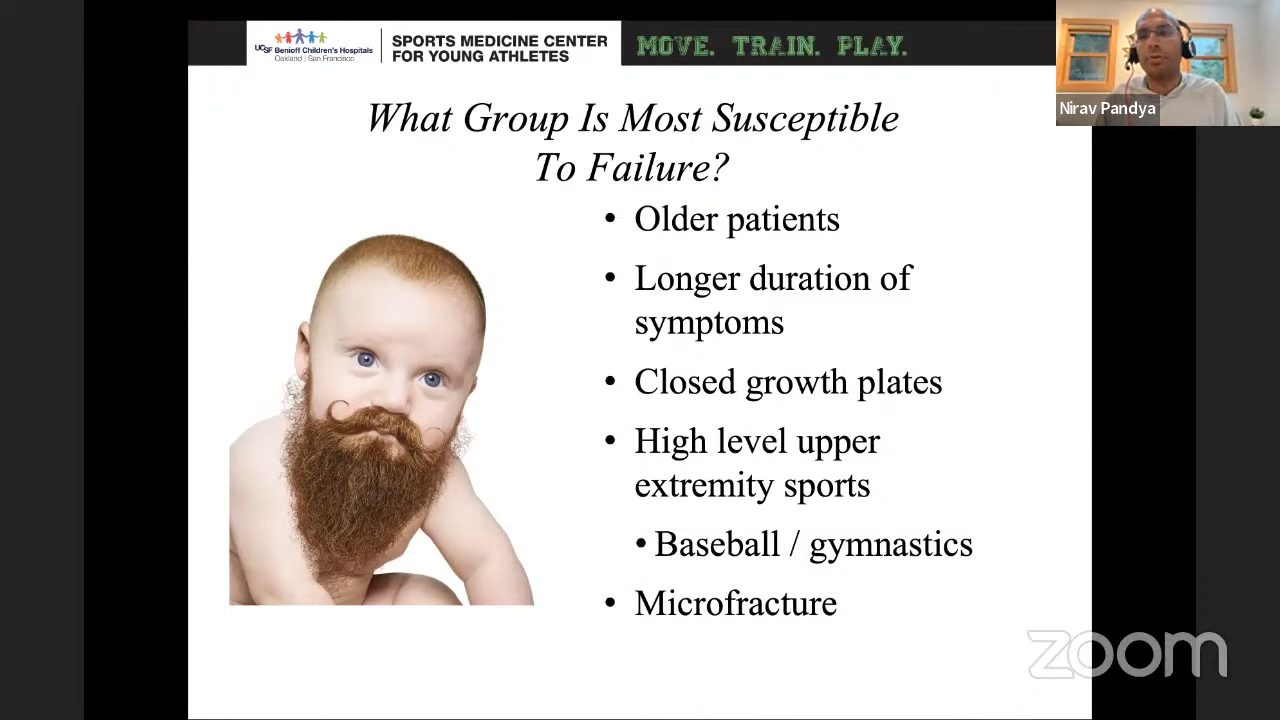 UCSF Benioff Children's Hospitals
Oakland | San Francisco
SPORTS MEDICINE CENTER
FOR YOUNG ATHLETES
MOVE. TRAIN. PLAY.
Nirav Pandya
What Group Is Most Susceptible
To Failure?
• Older patients
• Longer duration of
symptoms
• Closed growth plates
• High level upper
extremity sports
• Baseball / gymnastics
• Microfracture
zoom